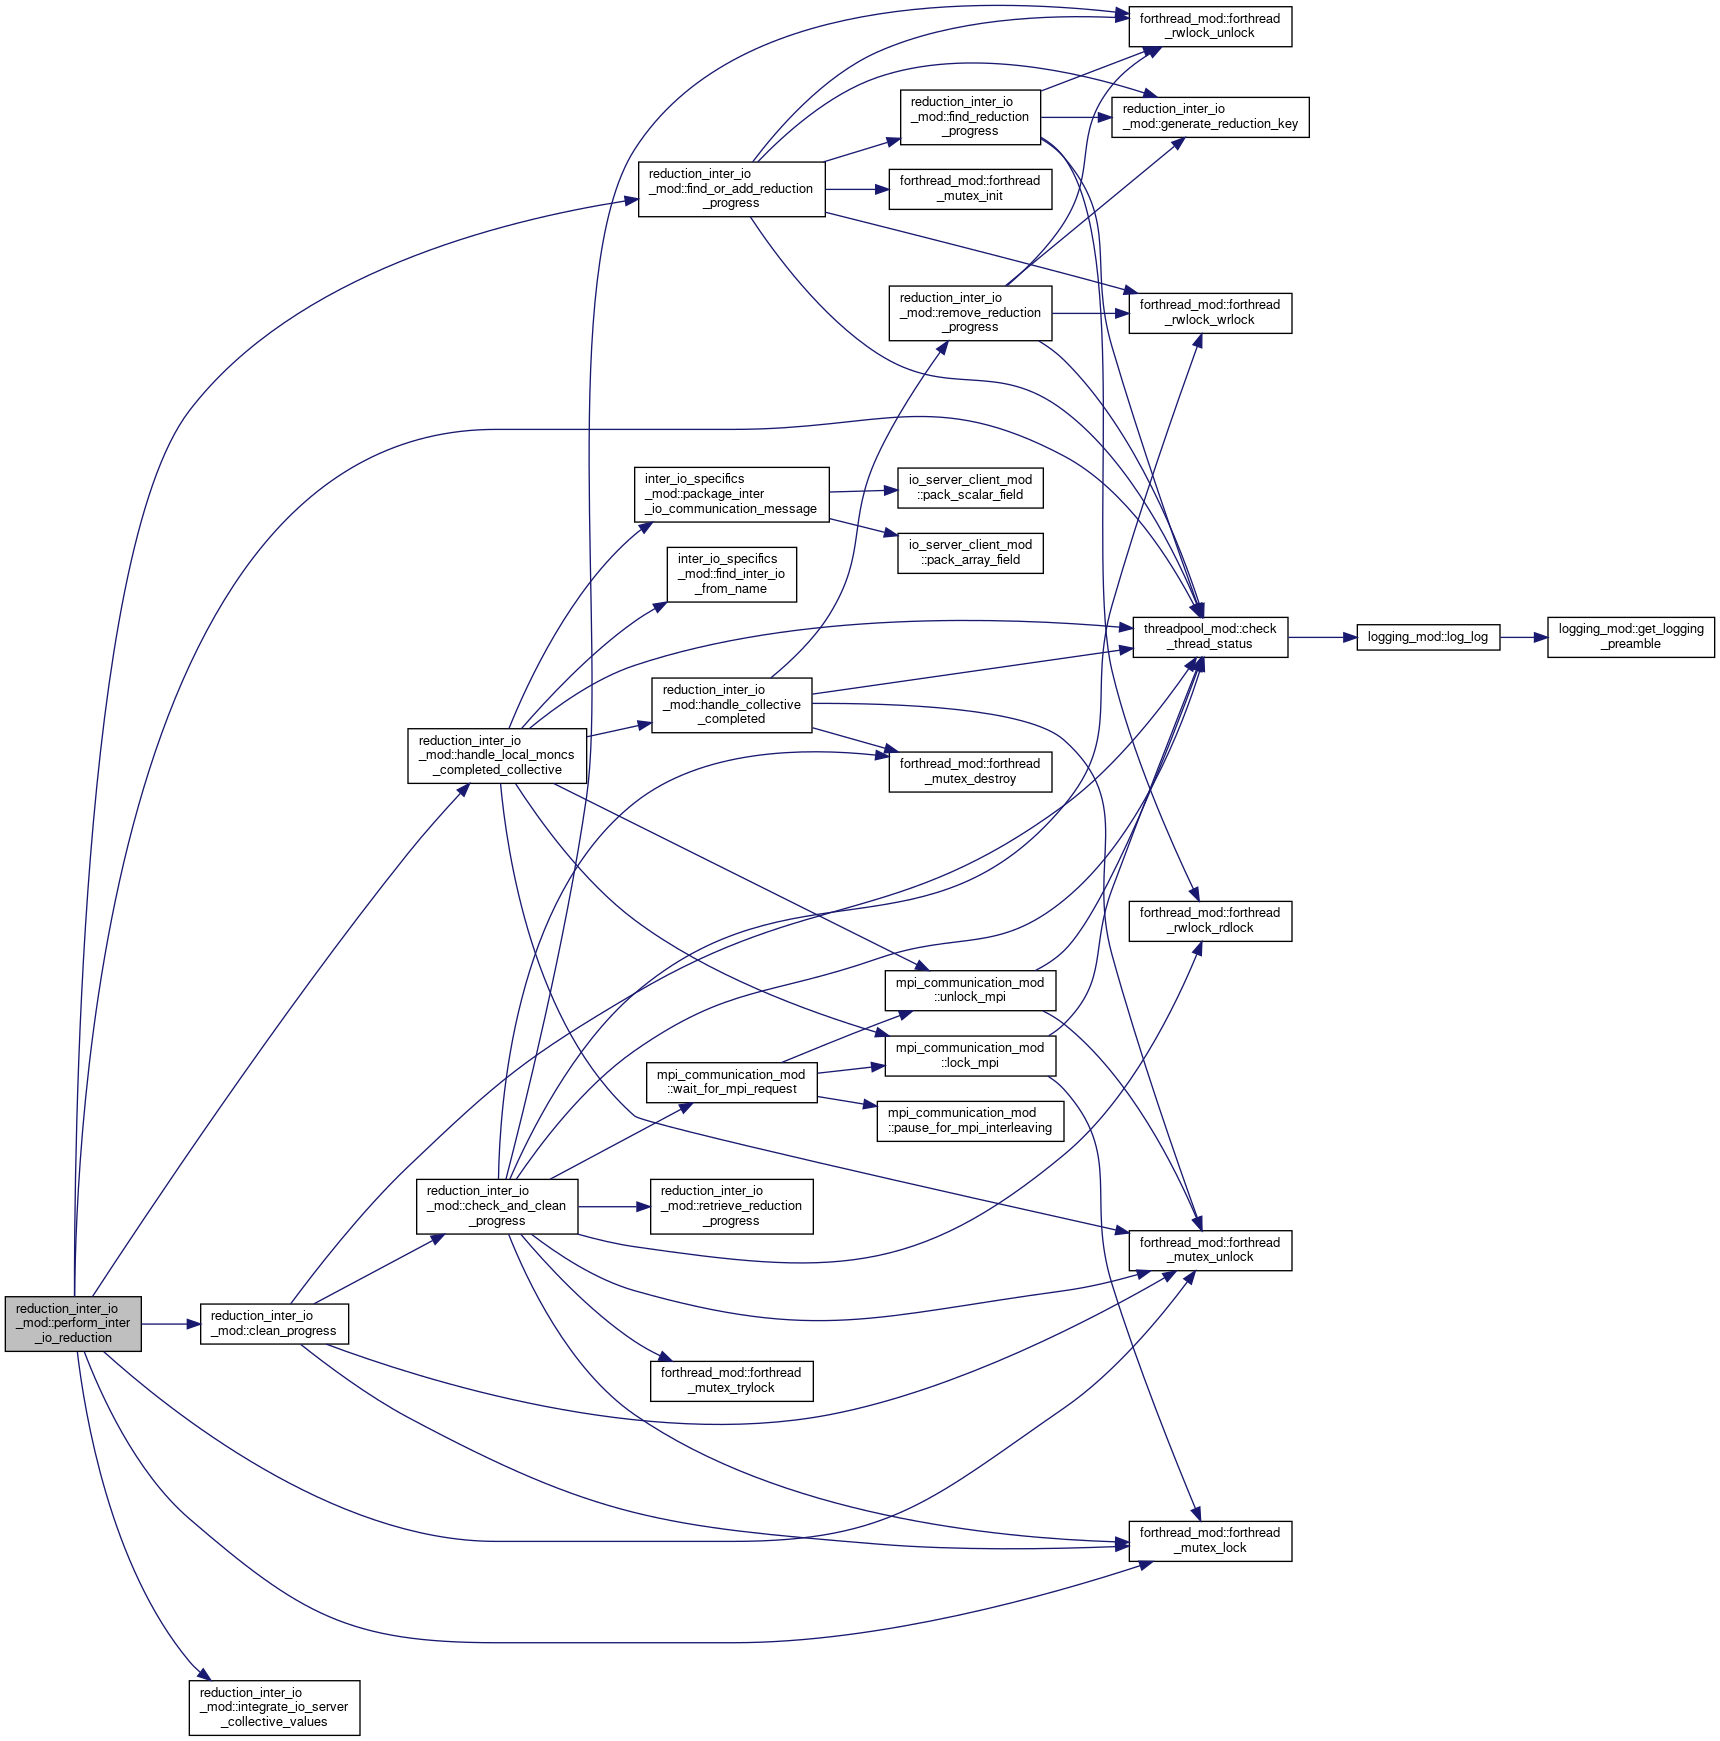 forthread_mod::forthread
_rwlock_unlock
reduction_inter_io
_mod::find_reduction
_progress
reduction_inter_io
_mod::generate_reduction_key
reduction_inter_io
_mod::find_or_add_reduction
_progress
forthread_mod::forthread
_mutex_init
reduction_inter_io
_mod::remove_reduction
_progress
forthread_mod::forthread
_rwlock_wrlock
inter_io_specifics
_mod::package_inter
_io_communication_message
io_server_client_mod
::pack_scalar_field
io_server_client_mod
::pack_array_field
inter_io_specifics
_mod::find_inter_io
_from_name
threadpool_mod::check
_thread_status
logging_mod::log_log
logging_mod::get_logging
_preamble
reduction_inter_io
_mod::handle_collective
_completed
reduction_inter_io
_mod::handle_local_moncs
_completed_collective
forthread_mod::forthread
_mutex_destroy
forthread_mod::forthread
_rwlock_rdlock
mpi_communication_mod
::unlock_mpi
mpi_communication_mod
::lock_mpi
mpi_communication_mod
::wait_for_mpi_request
mpi_communication_mod
::pause_for_mpi_interleaving
reduction_inter_io
_mod::check_and_clean
_progress
reduction_inter_io
_mod::retrieve_reduction
_progress
forthread_mod::forthread
_mutex_unlock
reduction_inter_io
_mod::perform_inter
_io_reduction
reduction_inter_io
_mod::clean_progress
forthread_mod::forthread
_mutex_trylock
forthread_mod::forthread
_mutex_lock
reduction_inter_io
_mod::integrate_io_server
_collective_values